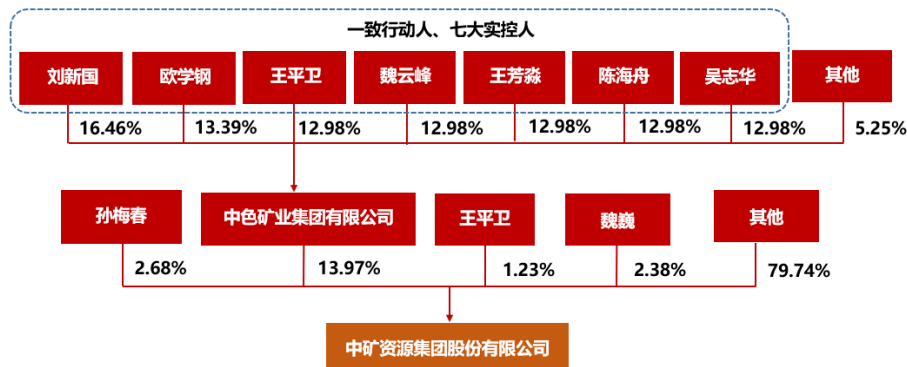 一致行动人、七大实控人
刘新国 欧学钢 王平卫 魏云峰 王芳淼 陈海舟 吴志华 其他
16.46% 13.39% 12.98% 12.98% 12.98% 12.98% 12.98% 5.25%
孙梅春 中色矿业集团有限公司 王平卫 魏巍 其他
2.68% 13.97% 1.23% 2.38% 79.74%
中矿资源集团股份有限公司